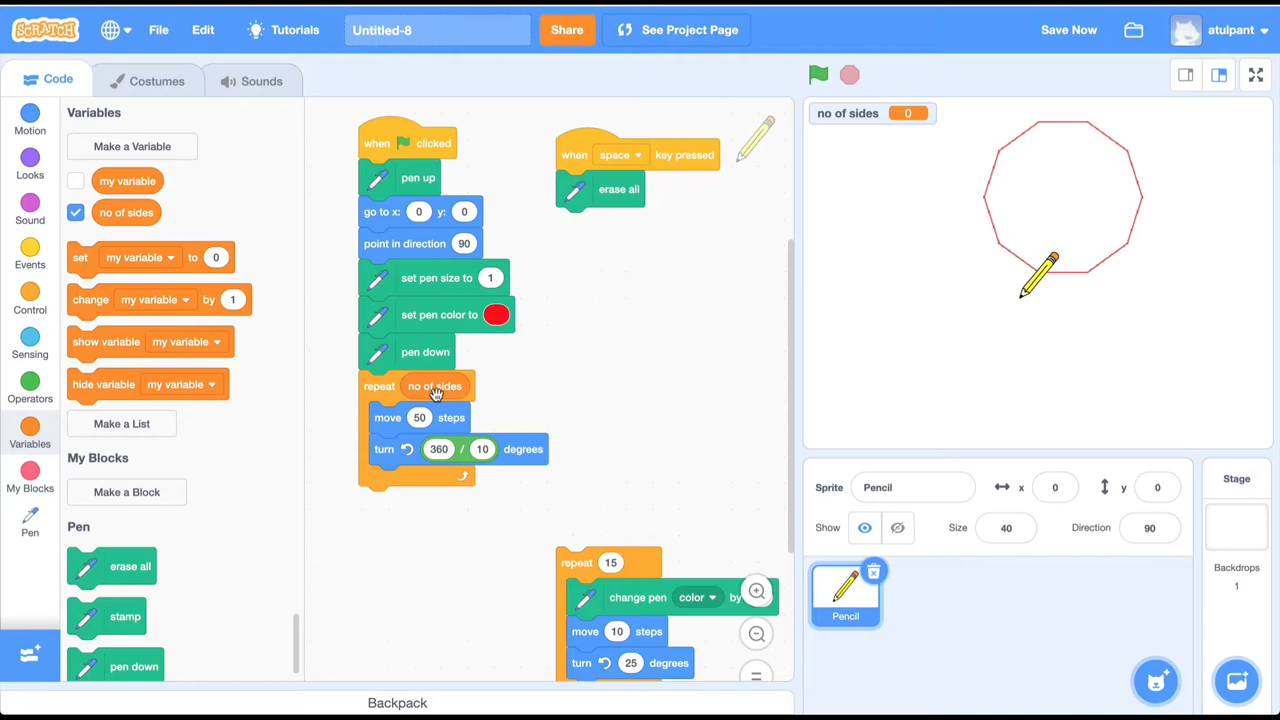 SCRATCH File Edit Tutorials Untitled-8 Share See Project Page Save Now atulpant
Code Costumes Sounds
Motion
Looks
Sound
Events
Control
Sensing
Operators
Variables
My Blocks
Pen
Variables
Make a Variable
my variable
no of sides
set my variable to 0
change my variable by 1
show variable my variable
hide variable my variable
Make a List
My Blocks
Make a Block
Pen
erase all
stamp
pen down
when clicked
pen up
go to x: 0 y: 0
point in direction 90
set pen size to 1
set pen color to
pen down
repeat no of sides
move 50 steps
turn 360 / 10 degrees
when space key pressed
erase all
repeat 15
change pen color by
move 10 steps
turn 25 degrees
no of sides 0
Sprite Pencil x 0 y 0
Show Size 40 Direction 90
Pencil
Stage
Backdrops
1
Backpack